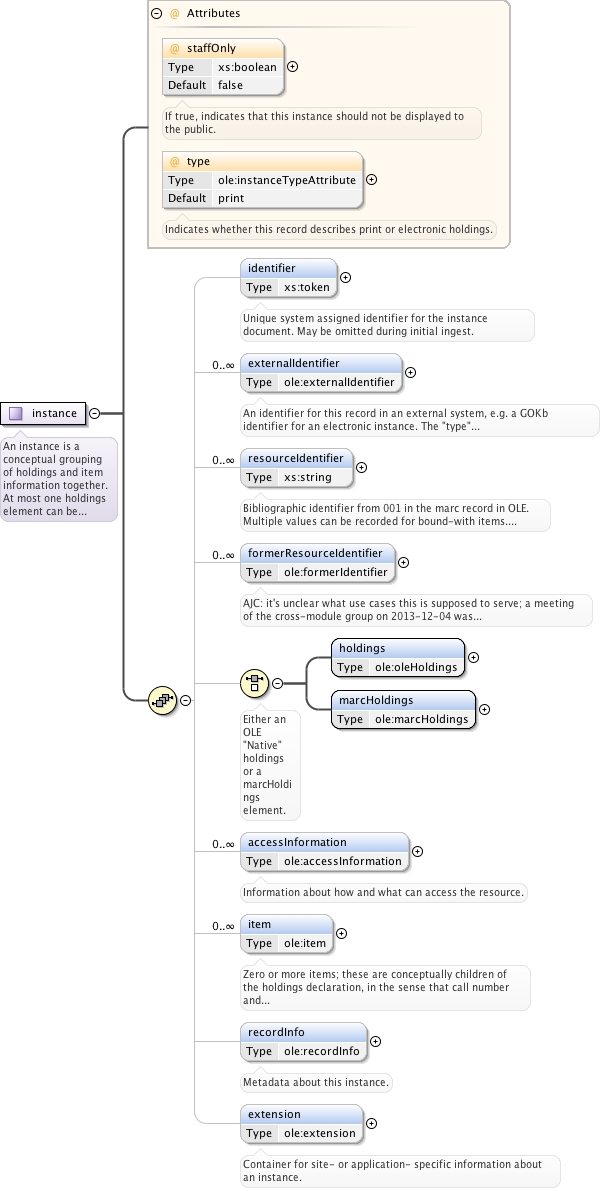 @ Attributes
@ staffOnly
Type xs:boolean
Default false
If true, indicates that this instance should not be displayed to
the public.
@ type
Type ole:instanceTypeAttribute
Default print
Indicates whether this record describes print or electronic holdings.
instance
An instance is a
conceptual grouping
of holdings and item
information together.
At most one holdings
element can be...
identifier
Type xs:token
Unique system assigned identifier for the instance
document. May be omitted during initial ingest.
0..∞
externalIdentifier
Type ole:externalIdentifier
An identifier for this record in an external system, e.g. a GOKb
identifier for an electronic instance. The "type"...
0..∞
resourceIdentifier
Type xs:string
Bibliographic identifier from 001 in the marc record in OLE.
Multiple values can be recorded for bound-with items....
0..∞
formerResourceIdentifier
Type ole:formerIdentifier
AJC: it's unclear what use cases this is supposed to serve; a meeting
of the cross-module group on 2013-12-04 was...
Either an
OLE
"Native"
holdings
or a
marcHoldi
ngs
element.
holdings
Type ole:oleHoldings
marcHoldings
Type ole:marcHoldings
0..∞
accessInformation
Type ole:accessInformation
Information about how and what can access the resource.
0..∞
item
Type ole:item
Zero or more items; these are conceptually children of
the holdings declaration, in the sense that call number
and...
recordInfo
Type ole:recordInfo
Metadata about this instance.
extension
Type ole:extension
Container for site- or application- specific information about
an instance.